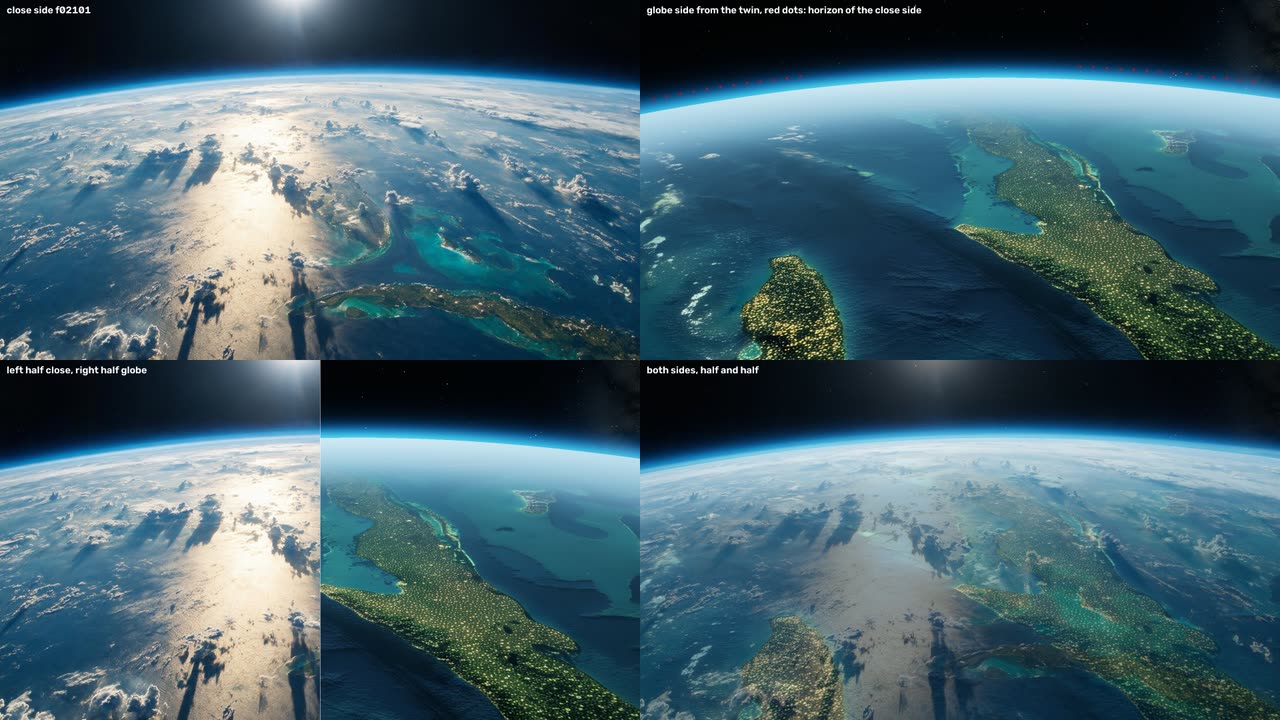 close side f02101
globe side from the twin, red dots: horizon of the close side
left half close, right half globe
both sides, half and half